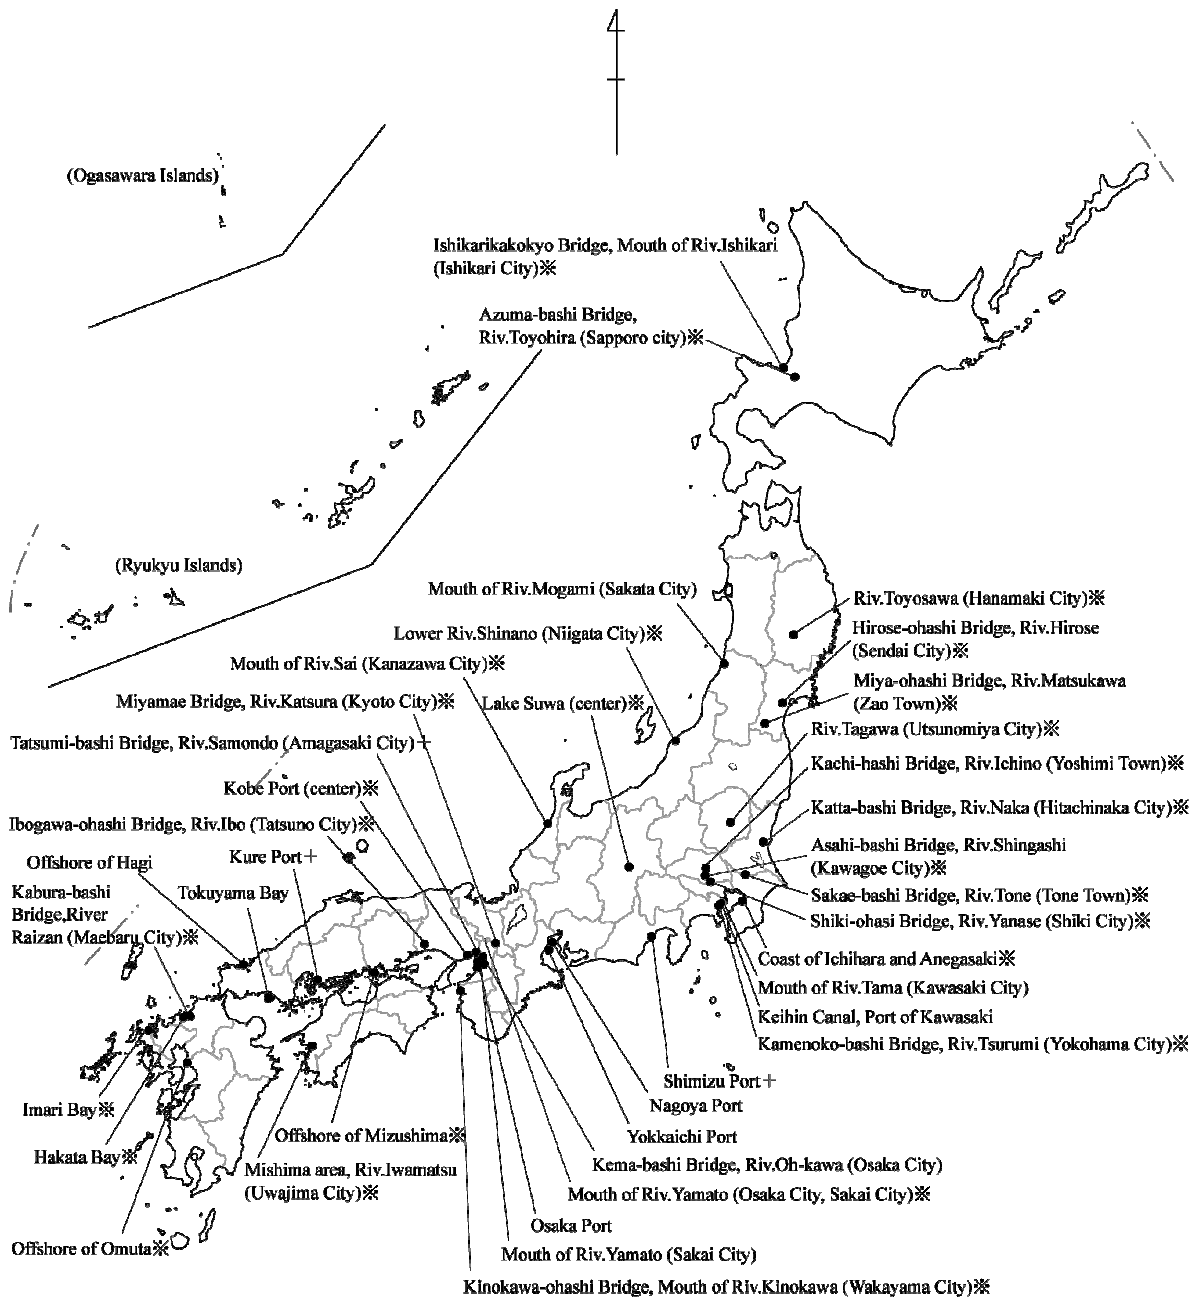 (Ogasawara Islands)
Ishikarikakokyo Bridge, Mouth of Riv.Ishikari
(Ishikari City)※
Azuma-bashi Bridge,
Riv.Toyohira (Sapporo city)※
(Ryukyu Islands)
Mouth of Riv.Mogami (Sakata City)
Riv.Toyosawa (Hanamaki City)※
Hirose-ohashi Bridge, Riv.Hirose
(Sendai City)※
Lower Riv.Shinano (Niigata City)※
Mouth of Riv.Sai (Kanazawa City)※
Miya-ohashi Bridge, Riv.Matsukawa
(Zao Town)※
Miyamae Bridge, Riv.Katsura (Kyoto City)※
Lake Suwa (center)※
Riv.Tagawa (Utsunomiya City)※
Tatsumi-bashi Bridge, Riv.Samondo (Amagasaki City)+
Kachi-hashi Bridge, Riv.Ichino (Yoshimi Town)※
Kobe Port (center)※
Katta-bashi Bridge, Riv.Naka (Hitachinaka City)※
Ibogawa-ohashi Bridge, Riv.Ibo (Tatsuno City)※
Asahi-bashi Bridge, Riv.Shingashi
(Kawagoe City)※
Kure Port+
Offshore of Hagi
Tokuyama Bay
Sakae-bashi Bridge, Riv.Tone (Tone Town)※
Kabura-bashi
Bridge,River
Raizan (Maebaru City)※
Shiki-ohasi Bridge, Riv.Yanase (Shiki City)※
Coast of Ichihara and Anegasaki※
Mouth of Riv.Tama (Kawasaki City)
Keihin Canal, Port of Kawasaki
Kamenoko-bashi Bridge, Riv.Tsurumi (Yokohama City)※
Shimizu Port+
Nagoya Port
Imari Bay※
Offshore of Mizushima※
Yokkaichi Port
Hakata Bay※
Kema-bashi Bridge, Riv.Oh-kawa (Osaka City)
Mishima area, Riv.Iwamatsu
(Uwajima City)※
Mouth of Riv.Yamato (Osaka City, Sakai City)※
Osaka Port
Offshore of Omuta※
Mouth of Riv.Yamato (Sakai City)
Kinokawa-ohashi Bridge, Mouth of Riv.Kinokawa (Wakayama City)※